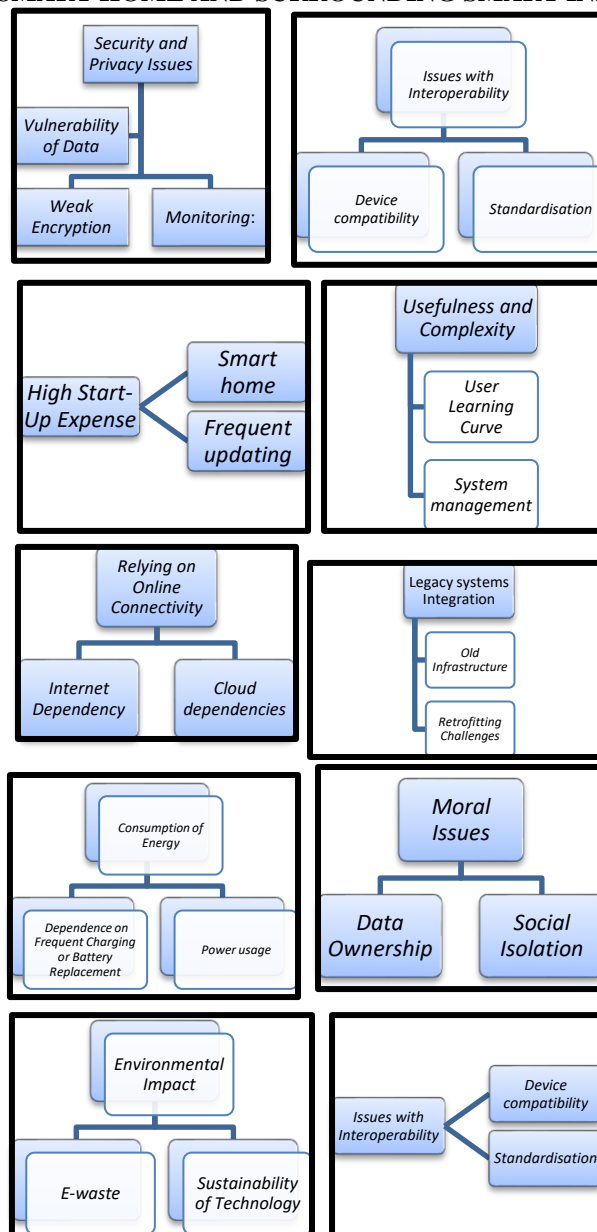 Security and
Privacy Issues
Vulnerability
of Data
Weak
Encryption
Monitoring:
Issues with
Interoperability
Device
compatibility
Standardisation
High Start-
Up Expense
Smart
home
Frequent
updating
Usefulness and
Complexity
User
Learning
Curve
System
management
Relying on
Online
Connectivity
Internet
Dependency
Cloud
dependencies
Legacy systems
Integration
Old
Infrastructure
Retrofitting
Challenges
Consumption of
Energy
Dependence on
Frequent Charging
or Battery
Replacement
Power usage
Moral
Issues
Data
Ownership
Social
Isolation
Environmental
Impact
E-waste
Sustainability
of Technology
Issues with
Interoperability
Device
compatibility
Standardisation